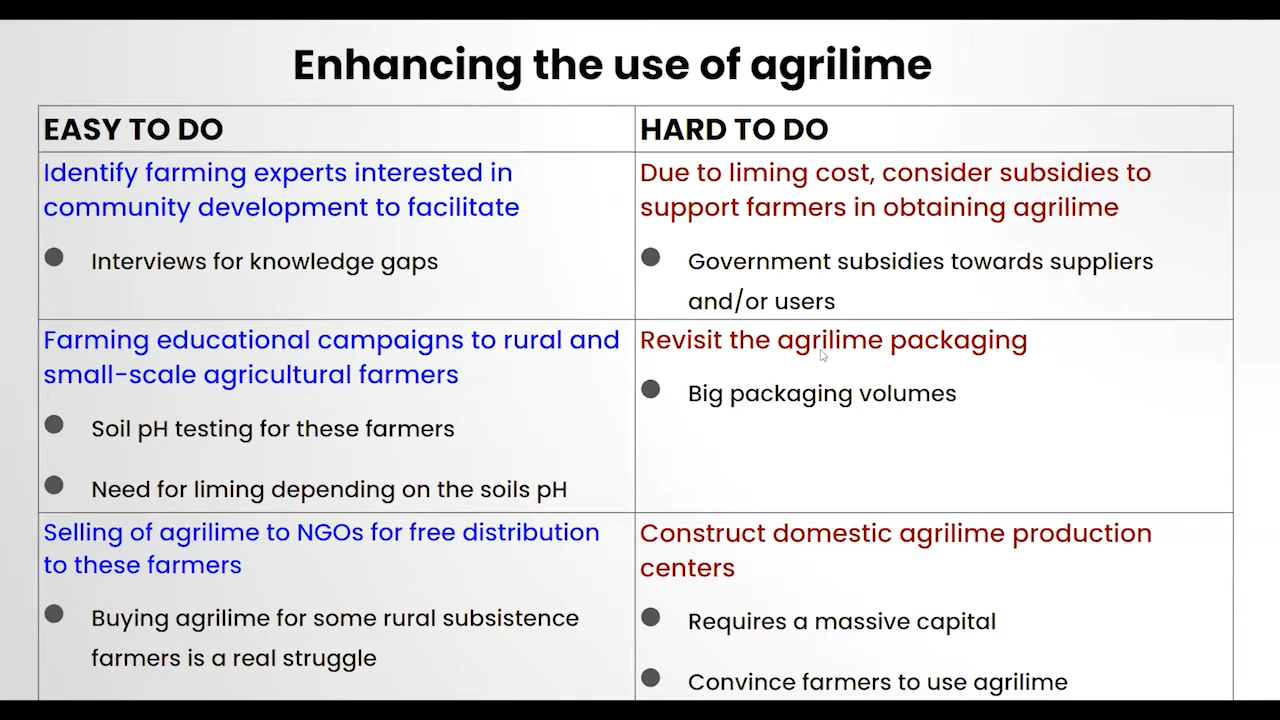 Enhancing the use of agrilime
EASY TO DO
HARD TO DO
Identify farming experts interested in
community development to facilitate
● Interviews for knowledge gaps
Due to liming cost, consider subsidies to
support farmers in obtaining agrilime
● Government subsidies towards suppliers
and/or users
Farming educational campaigns to rural and
small-scale agricultural farmers
● Soil pH testing for these farmers
● Need for liming depending on the soils pH
Revisit the agrilime packaging
● Big packaging volumes
Selling of agrilime to NGOs for free distribution
to these farmers
● Buying agrilime for some rural subsistence
farmers is a real struggle
Construct domestic agrilime production
centers
● Requires a massive capital
● Convince farmers to use agrilime